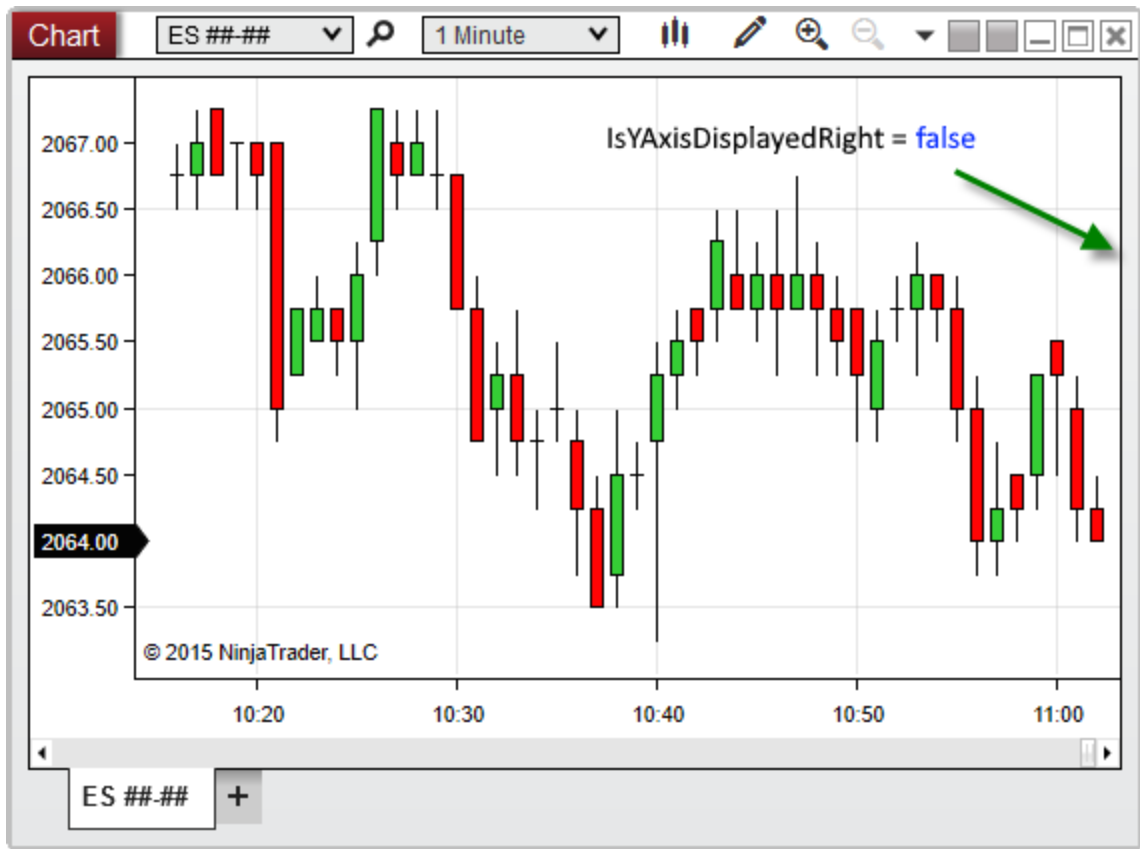 Chart ES ##-## 1 Minute
IsYAxisDisplayedRight = false
2067.00
2066.50
2066.00
2065.50
2065.00
2064.50
2064.00
2063.50
© 2015 NinjaTrader, LLC
10:20 10:30 10:40 10:50 11:00
ES ##-## +